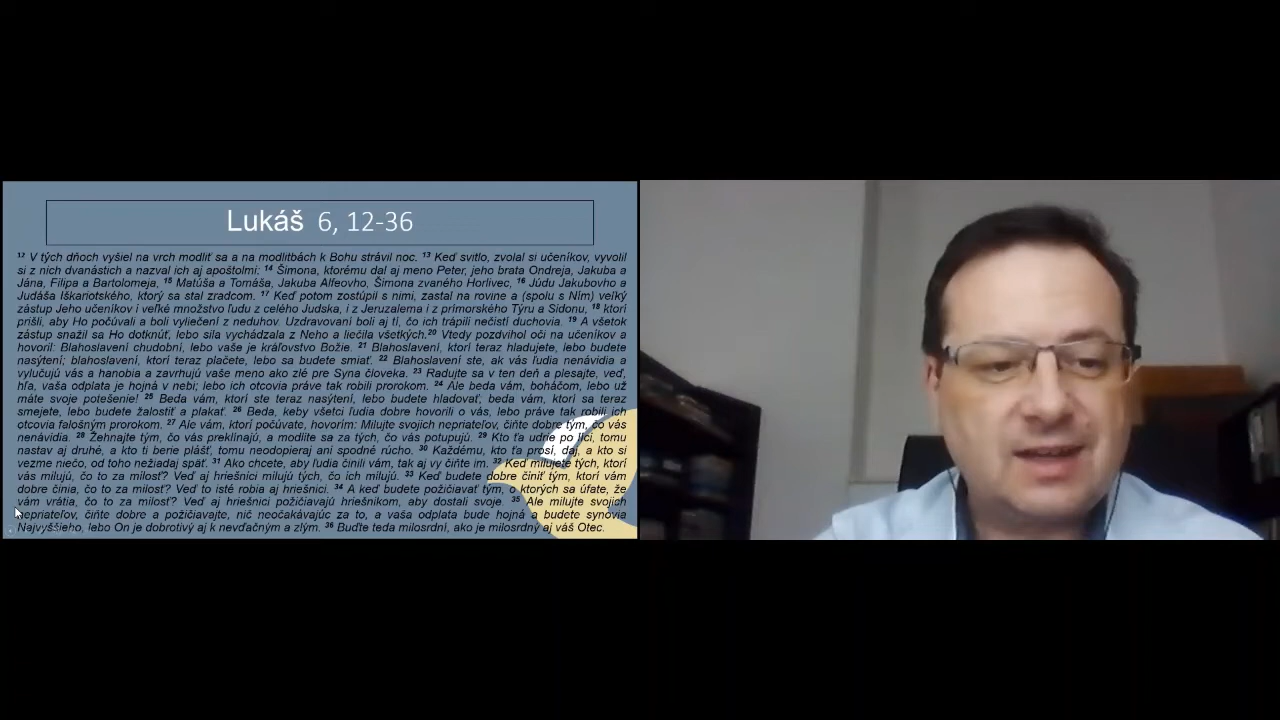 Lukáš 6, 12-36
12 V tých dňoch vyšiel na vrch modliť sa a na modlitbách k Bohu strávil noc. 13 Keď svitlo, zvolal si učeníkov, vyvolil
si z nich dvanástich a nazval ich aj apoštolmi: 14 Šimona, ktorému dal aj meno Peter, jeho brata Ondreja, Jakuba a
Jána, Filipa a Bartolomeja, 15 Matúša a Tomáša, Jakuba Alfeovho, Šimona zvaného Horlivec, 16 Júdu Jakubovho a
Judáša Iškariotského, ktorý sa stal zradcom. 17 Keď potom zostúpil s nimi, zastal na rovine a (spolu s Ním) veľký
zástup Jeho učeníkov i veľké množstvo ľudu z celého Judska, i z Jeruzalema i z prímorského Týru a Sidonu, 18 ktorí
prišli, aby Ho počúvali a boli vyliečení z neduhov. Uzdravovaní boli aj tí, čo ich trápili nečistí duchovia. 19 A všetok
zástup snažil sa Ho dotknúť, lebo sila vychádzala z Neho a liečila všetkých.20 Vtedy pozdvihol oči na učeníkov a
hovoril: Blahoslavení chudobní, lebo vaše je kráľovstvo Božie. 21 Blahoslavení, ktorí teraz hladujete, lebo budete
nasýtení; blahoslavení, ktorí teraz plačete, lebo sa budete smiať. 22 Blahoslavení ste, ak vás ľudia nenávidia a
vylučujú vás a hanobia a zavrhujú vaše meno ako zlé pre Syna človeka. 23 Radujte sa v ten deň a plesajte, veď,
hľa, vaša odplata je hojná v nebi; lebo ich otcovia práve tak robili prorokom. 24 Ale beda vám, boháčom, lebo už
máte svoje potešenie! 25 Beda vám, ktorí ste teraz nasýtení, lebo budete hladovať, beda vám, ktorí sa teraz
smejete, lebo budete žalostiť a plakať. 26 Beda, keby všetci ľudia dobre hovorili o vás, lebo práve tak robili ich
otcovia falošným prorokom. 27 Ale vám, ktorí počúvate, hovorím: Milujte svojich nepriateľov, čiňte dobre tým, čo vás
nenávidia. 28 Žehnajte tým, čo vás preklínajú, a modlite sa za tých, čo vás potupujú. 29 Kto ťa udrie po líci, tomu
nastav aj druhé, a kto ti berie plášť, tomu neodopieraj ani spodné rúcho. 30 Každému, kto ťa prosí, daj, a kto si
vezme niečo, od toho nežiadaj späť. 31 Ako chcete, aby ľudia činili vám, tak aj vy čiňte im. 32 Keď milujete tých, ktorí
vás milujú, čo to za milosť? Veď aj hriešnici milujú tých, čo ich milujú. 33 Keď budete dobre činiť tým, ktorí vám
dobre činia, čo to za milosť? Veď to isté robia aj hriešnici. 34 A keď budete požičiavať tým, o ktorých sa úfate, že
vám vrátia, čo to za milosť? Veď aj hriešnici požičiavajú hriešnikom, aby dostali svoje. 35 Ale milujte svojich
nepriateľov, čiňte dobre a požičiavajte, nič neočakávajúc za to, a vaša odplata bude hojná a budete synovia
Najvyššieho, lebo On je dobrotivý aj k nevďačným a zlým. 36 Buďte teda milosrdní, ako je milosrdný aj váš Otec.